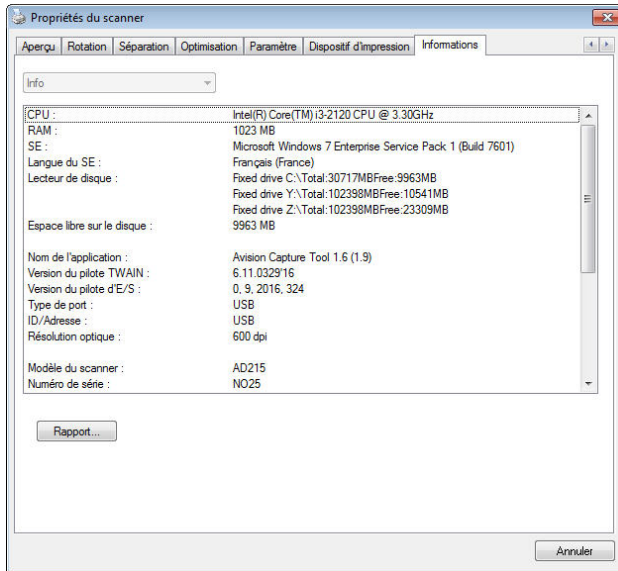 Propriétés du scanner
Aperçu Rotation Séparation Optimisation Paramètre Dispositif d'impression Informations
Info
CPU : Intel(R) Core(TM) i3-2120 CPU @ 3.30GHz
RAM : 1023 MB
SE : Microsoft Windows 7 Enterprise Service Pack 1 (Build 7601)
Langue du SE : Français (France)
Lecteur de disque : Fixed drive C:\Total:30717MBFree:9963MB
Fixed drive Y:\Total:102398MBFree:10541MB
Fixed drive Z:\Total:102398MBFree:23309MB
Espace libre sur le disque : 9963 MB
Nom de l'application : Avision Capture Tool 1.6 (1.9)
Version du pilote TWAIN : 6.11.0329'16
Version du pilote d'E/S : 0, 9, 2016, 324
Type de port : USB
ID/Adresse : USB
Résolution optique : 600 dpi
Modèle du scanner : AD215
Numéro de série : NO25
Rapport...
Annuler